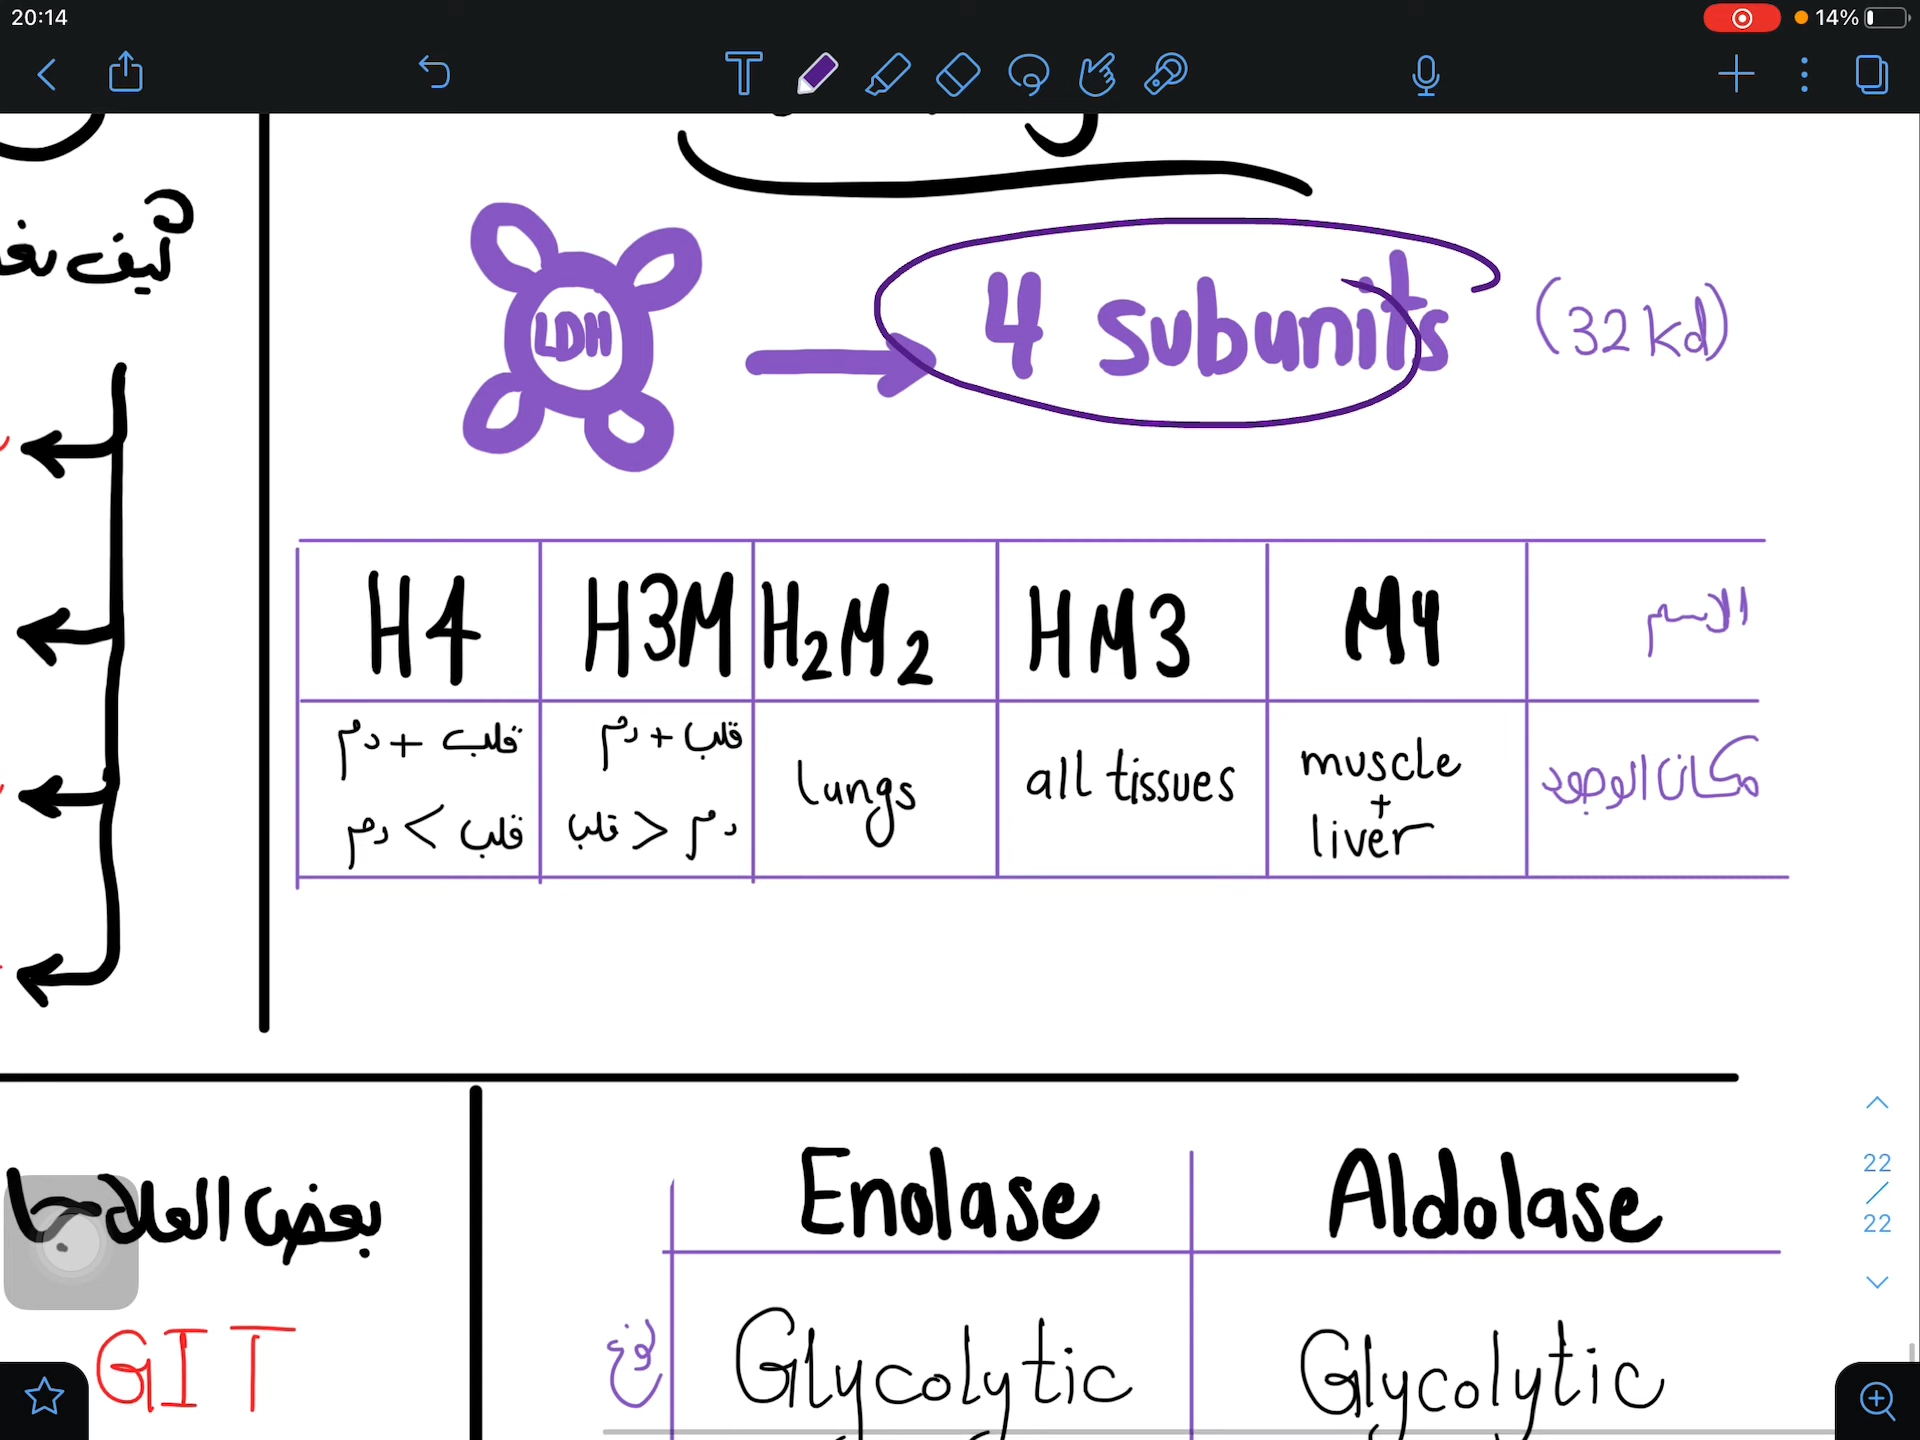 20:14
14%
كيف
LDH
4 subunits
(32 kd)
H4
H3M
H2M2
HM3
M4
الاسم
قلب + دم
قلب > دم
قلب + دم
دم < قلب
lungs
all tissues
muscle
+
liver
مكان الوجود
بعض
22
/
22
Enolase
Aldolase
GIT
نوع
Glycolytic
Glycolytic